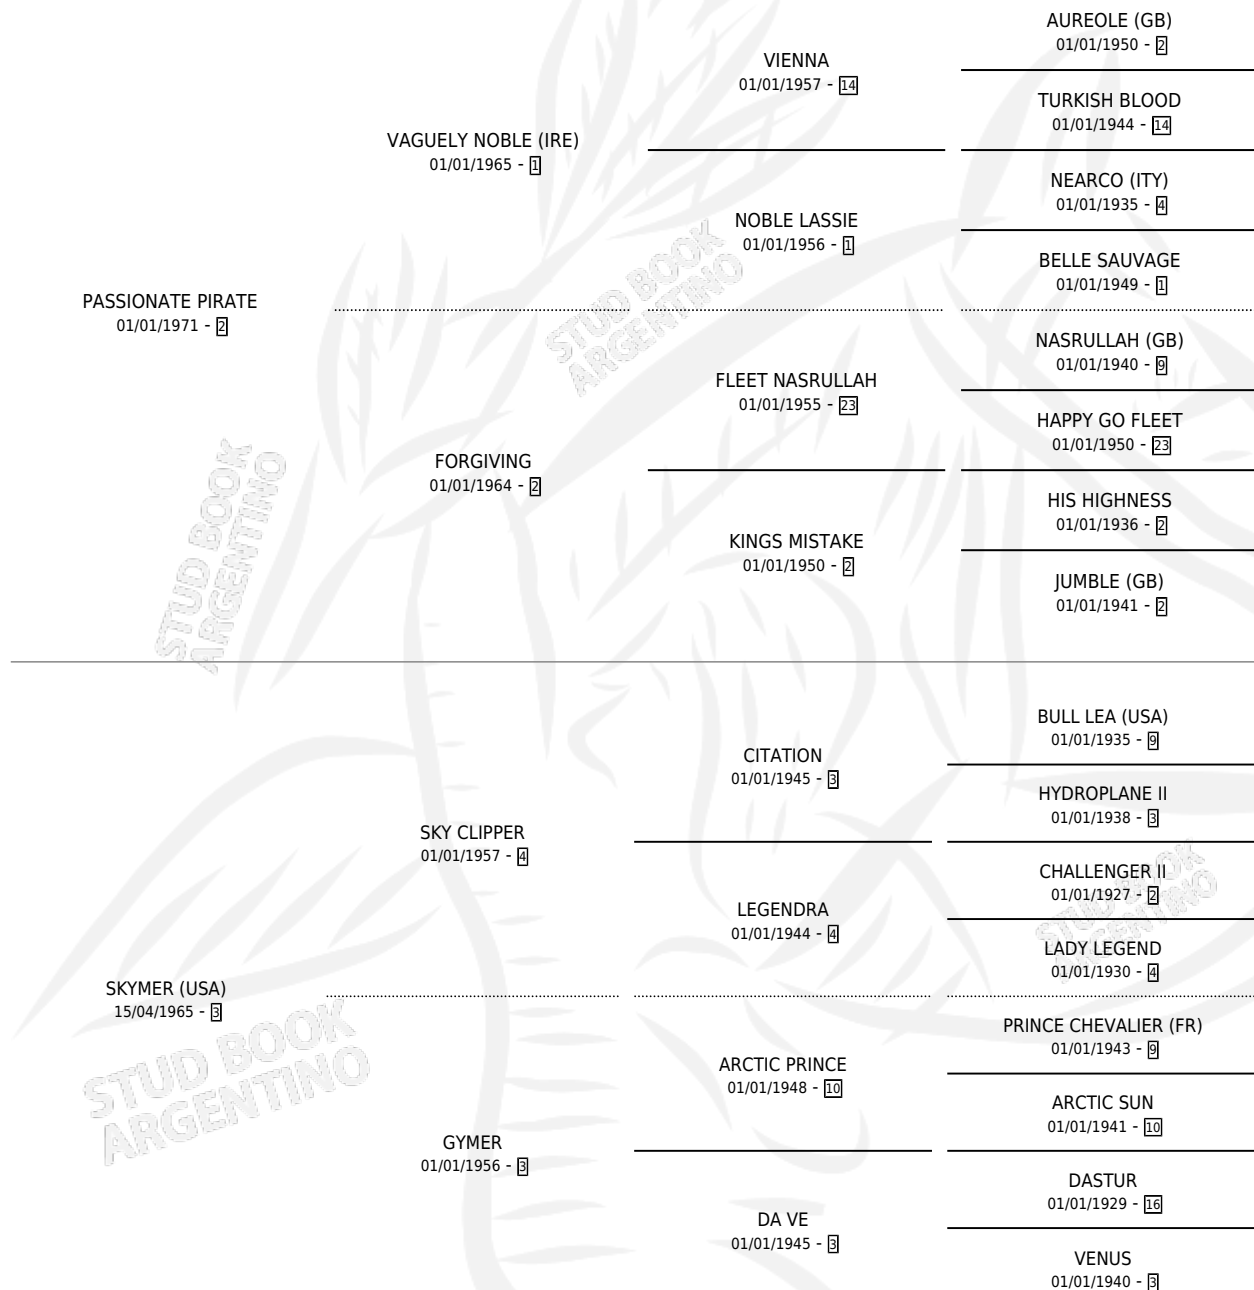 AUREOLE (GB)
01/01/1950 - 2
VIENNA
01/01/1957 - 14
TURKISH BLOOD
01/01/1944 - 14
VAGUELY NOBLE (IRE)
01/01/1965 - 1
NEARCO (ITY)
01/01/1935 - 4
NOBLE LASSIE
01/01/1956 - 1
BELLE SAUVAGE
01/01/1949 - 1
PASSIONATE PIRATE
01/01/1971 - 2
NASRULLAH (GB)
01/01/1940 - 9
FLEET NASRULLAH
01/01/1955 - 23
HAPPY GO FLEET
01/01/1950 - 23
FORGIVING
01/01/1964 - 2
HIS HIGHNESS
01/01/1936 - 2
KINGS MISTAKE
01/01/1950 - 2
JUMBLE (GB)
01/01/1941 - 2
BULL LEA (USA)
01/01/1935 - 9
CITATION
01/01/1945 - 3
HYDROPLANE II
01/01/1938 - 3
SKY CLIPPER
01/01/1957 - 4
CHALLENGER II
01/01/1927 - 2
LEGENDRA
01/01/1944 - 4
LADY LEGEND
01/01/1930 - 4
SKYMER (USA)
15/04/1965 - 3
PRINCE CHEVALIER (FR)
01/01/1943 - 9
ARCTIC PRINCE
01/01/1948 - 10
ARCTIC SUN
01/01/1941 - 10
GYMER
01/01/1956 - 3
DASTUR
01/01/1929 - 16
DA VE
01/01/1945 - 3
VENUS
01/01/1940 - 3
STUD BOOK
ARGENTINO
STUD BOOK
ARGENTINO
STUD BOOK
ARGENTINO
STUD BOOK
ARGENTINO